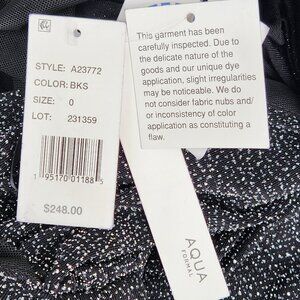 STYLE: A23772
COLOR: BKS
SIZE: 0
LOT: 231359
1 95170 01188 5
$248.00
This garment has been
carefully inspected. Due to
the delicate nature of the
goods and our unique dye
application, slight irregularities
may be noticeable. We do
not consider fabric nubs and/
or inconsistency of color
application as constituting a
flaw.
AQUA
FORMAL